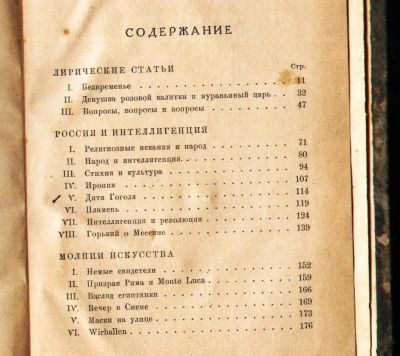 СОДЕРЖАНИЕ
ЛИРИЧЕСКИЕ СТАТЬИ Стр.
I. Безвременье 11
II. Девушка розовой калитки и муравьиный царь 32
III. Вопросы, вопросы и вопросы 47
РОССИЯ И ИНТЕЛЛИГЕНЦИЯ
I. Религиозные искания и народ 71
II. Народ и интеллигенция. 80
III. Стихия и культура 94
IV. Ирония 107
V. Дитя Гоголя 114
VI. Пламень 119
VII. Интеллигенция и революция 124
VIII. Горький о Мессине 139
МОЛНИИ ИСКУССТВА
I. Немые свидетели 152
II. Призрак Рима и Monte Luca 159
III. Взгляд египтянки 166
IV. Вечер в Сиене 169
V. Маски на улице 173
VI. Wirballen 176